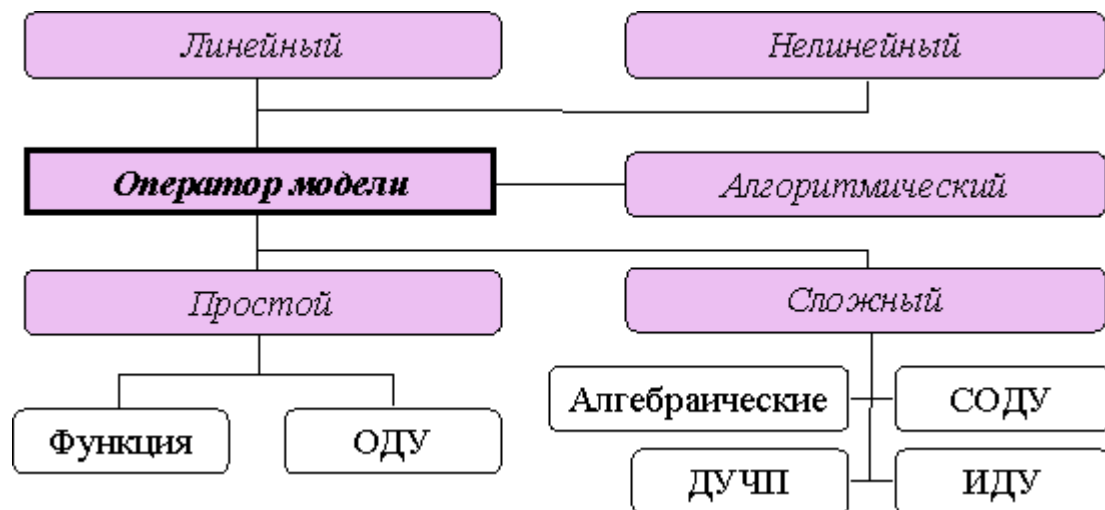 Линейный
Нелинейный
Оператор модели
Алгоритмический
Простой
Сложный
Функция
ОДУ
Алгебраические
СОДУ
ДУЧП
ИДУ